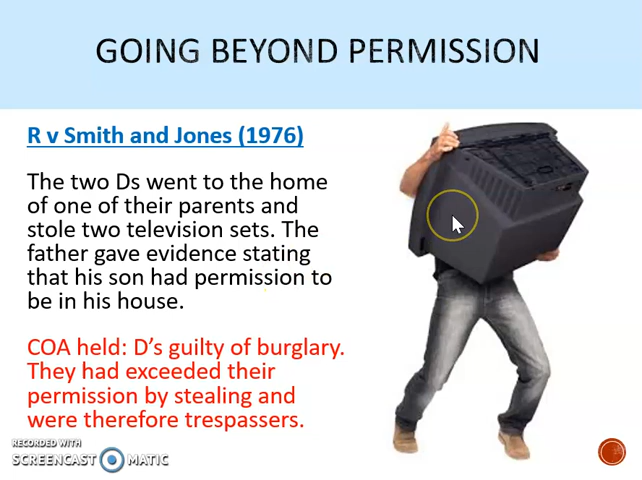 GOING BEYOND PERMISSION
R v Smith and Jones (1976)
The two Ds went to the home
of one of their parents and
stole two television sets. The
father gave evidence stating
that his son had permission to
be in his house.
COA held: D’s guilty of burglary.
They had exceeded their
permission by stealing and
were therefore trespassers.
RECORDED WITH
SCREENCAST MATIC